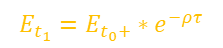 E_{t_1} = E_{t_0+} * e^{-ρτ}